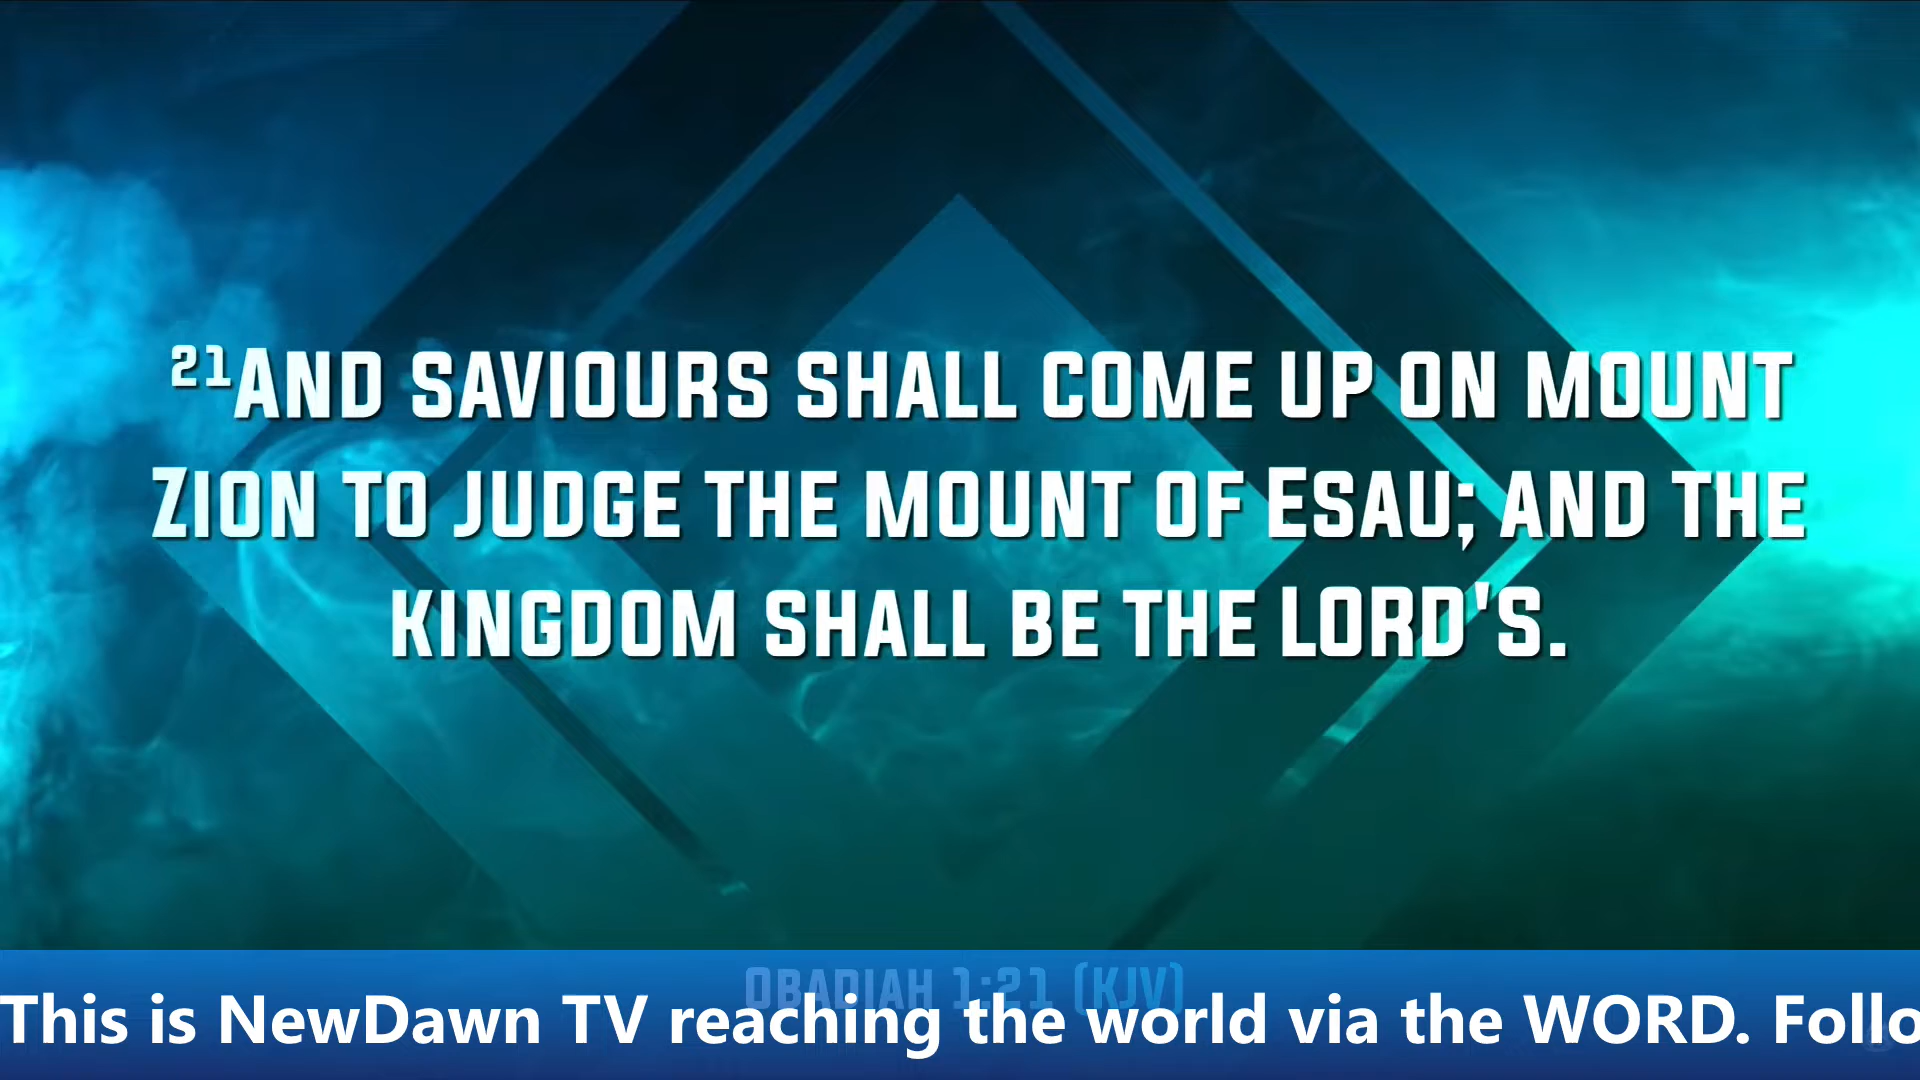 21And saviours shall come up on mount
Zion to judge the mount of Esau; and the
kingdom shall be the LORD's.
Obadiah 1:21 (KJV)
This is NewDawn TV reaching the world via the WORD. Follo